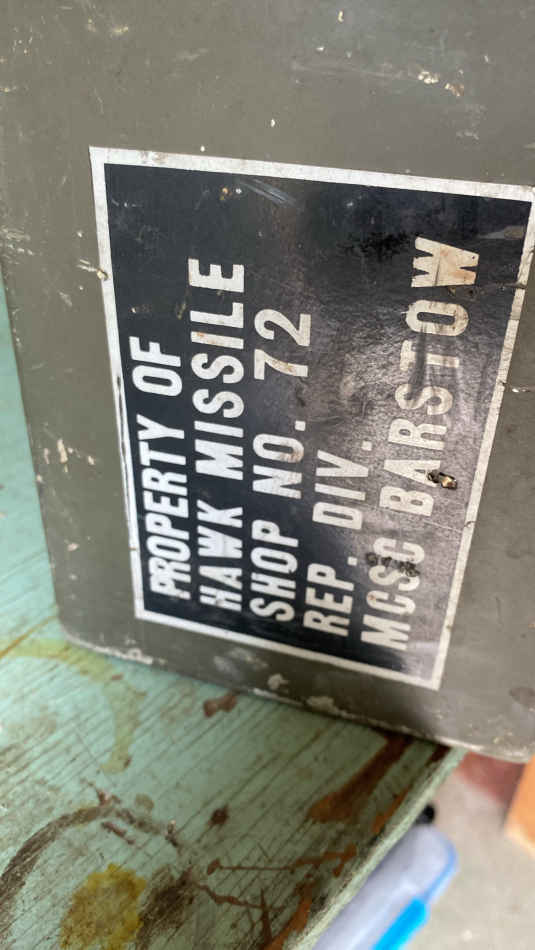 PROPERTY OF
HAWK MISSILE
SHOP NO. 72
REP. DIV.
MCSC BARSTOW